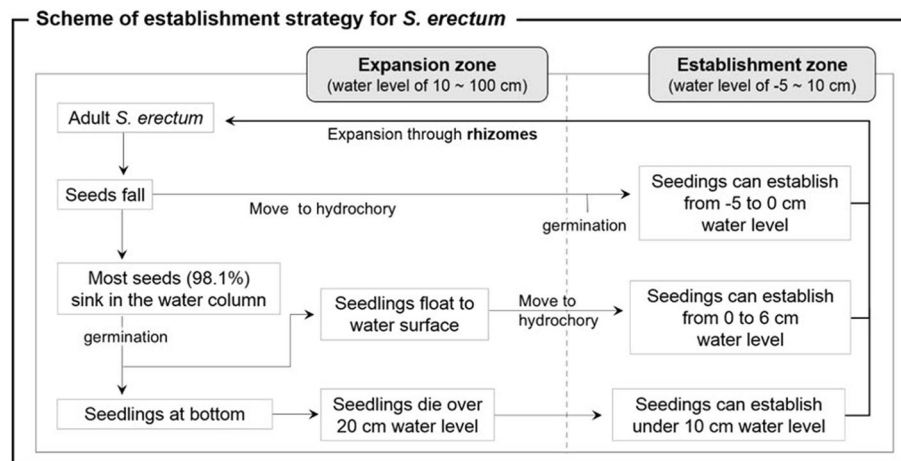 Scheme of establishment strategy for S. erectum
Expansion zone
(water level of 10 ~ 100 cm)
Establishment zone
(water level of -5 ~ 10 cm)
Adult S. erectum
Expansion through rhizomes
Seeds fall
Move to hydrochory
germination
Seedings can establish
from -5 to 0 cm
water level
Most seeds (98.1%)
sink in the water column
germination
Seedlings float to
water surface
Move to
hydrochory
Seedings can establish
from 0 to 6 cm
water level
Seedlings at bottom
Seedlings die over
20 cm water level
Seedings can establish
under 10 cm water level